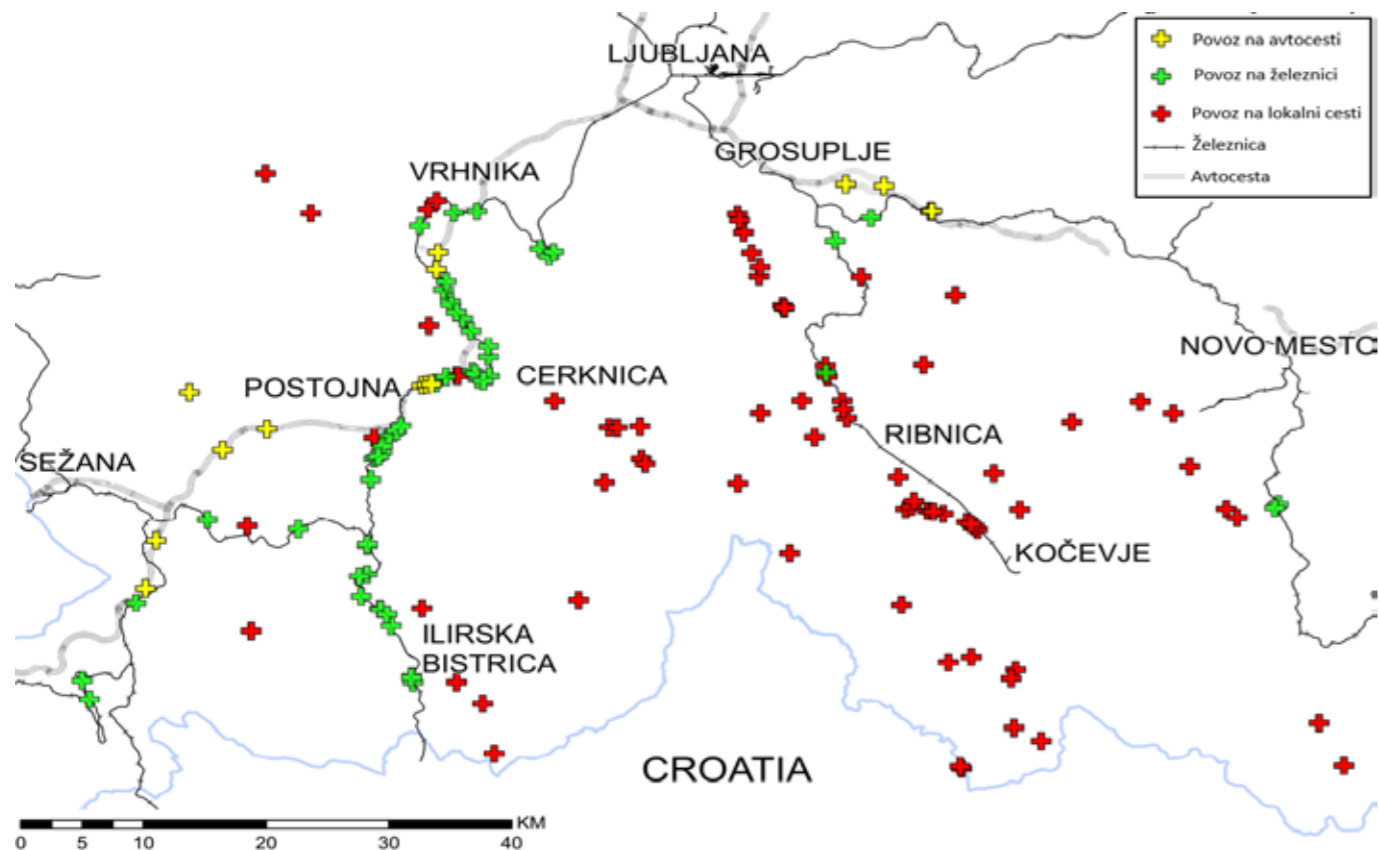 LJUBLJANA
Povoz na avtocesti
Povoz na železnici
Povoz na lokalni cesti
Železnica
Avtocesta
GROSUPLJE
VRHNIKA
NOVO MESTO
POSTOJNA
CERKNICA
RIBNICA
SEŽANA
KOČEVJE
ILIRSKA
BISTRICA
CROATIA
KM
0 5 10 20 30 40